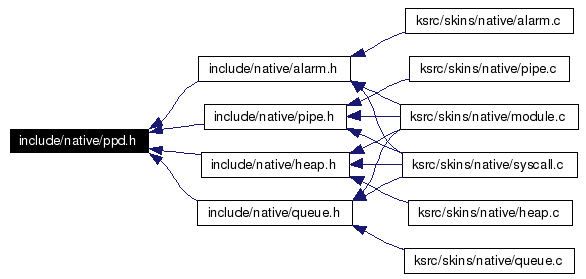 ksrc/skins/native/alarm.c
include/native/alarm.h
ksrc/skins/native/pipe.c
include/native/pipe.h
ksrc/skins/native/module.c
include/native/ppd.h
include/native/heap.h
ksrc/skins/native/syscall.c
include/native/queue.h
ksrc/skins/native/heap.c
ksrc/skins/native/queue.c